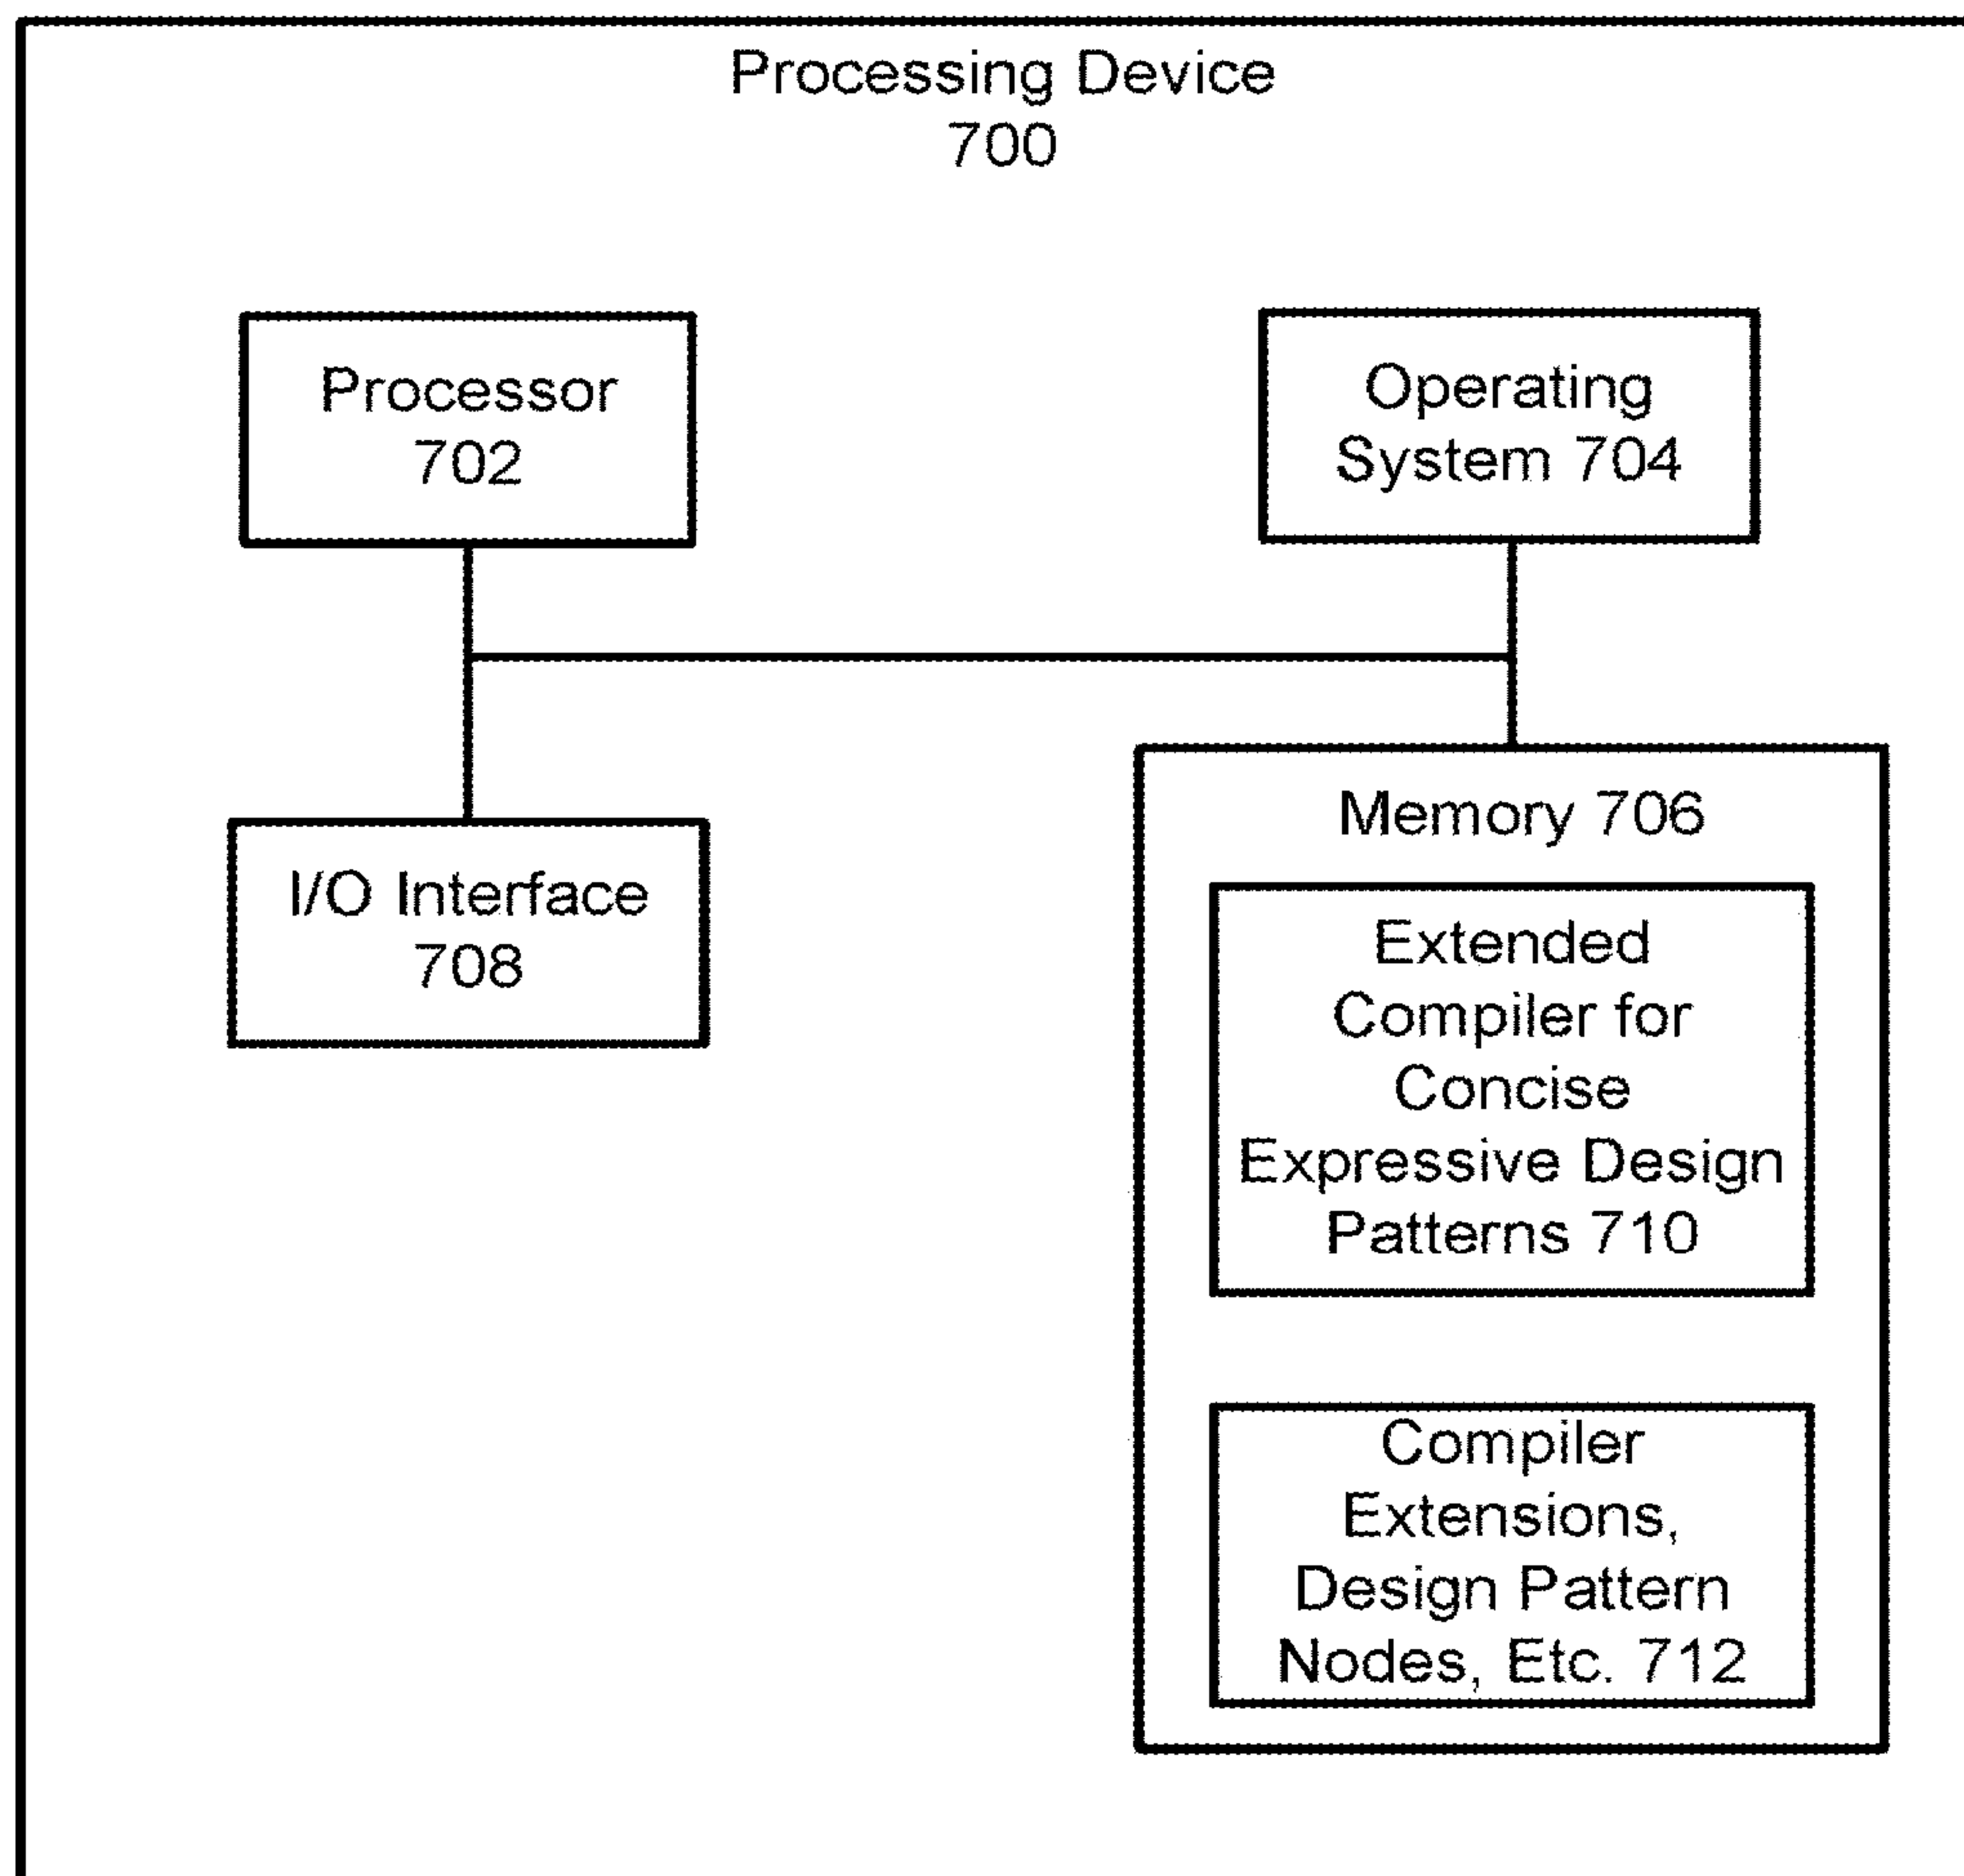 Processing Device
700
Processor
702
Operating
System 704
I/O Interface
708
Memory 706
Extended
Compiler for
Concise
Expressive Design
Patterns 710
Compiler
Extensions,
Design Pattern
Nodes, Etc. 712